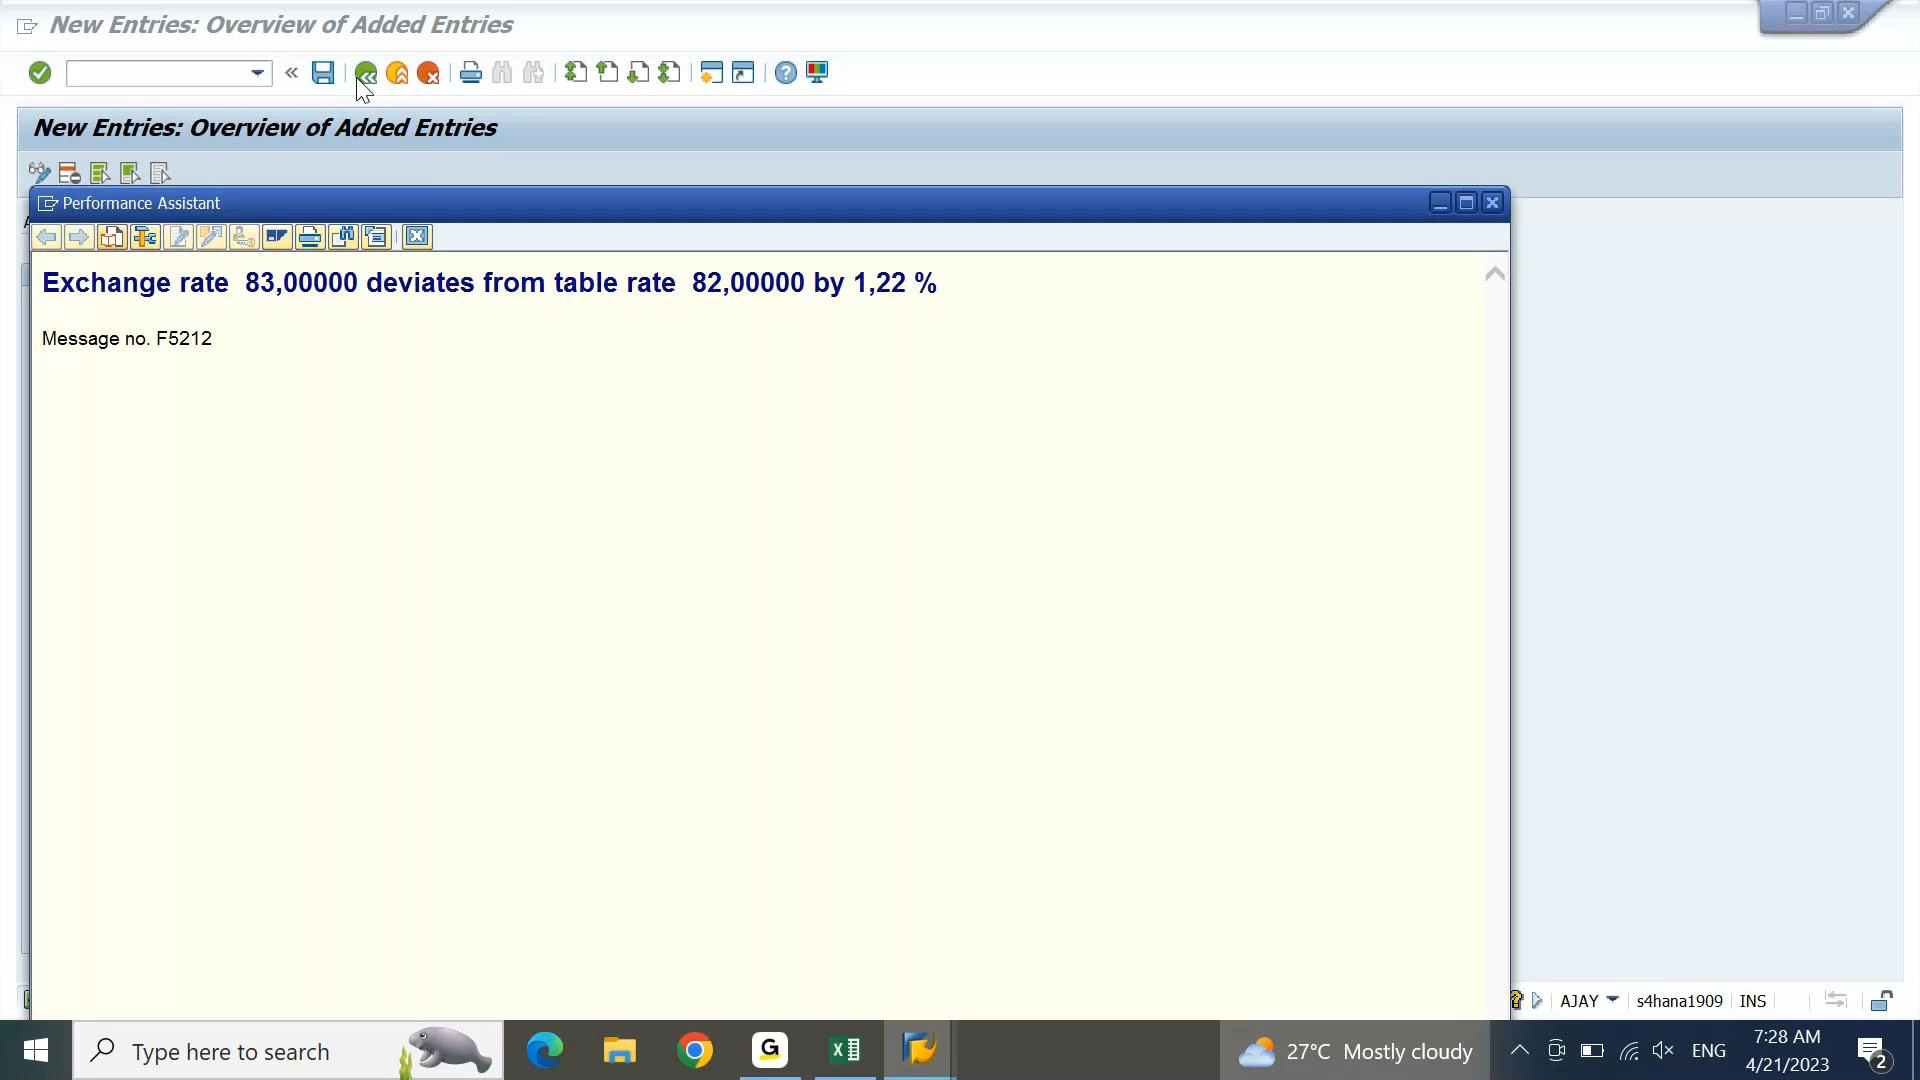 New Entries: Overview of Added Entries
New Entries: Overview of Added Entries
Performance Assistant
Exchange rate 83,00000 deviates from table rate 82,00000 by 1,22 %
Message no. F5212
AJAY
s4hana1909
INS
Type here to search
G
27°C Mostly cloudy
ENG
7:28 AM
4/21/2023
2